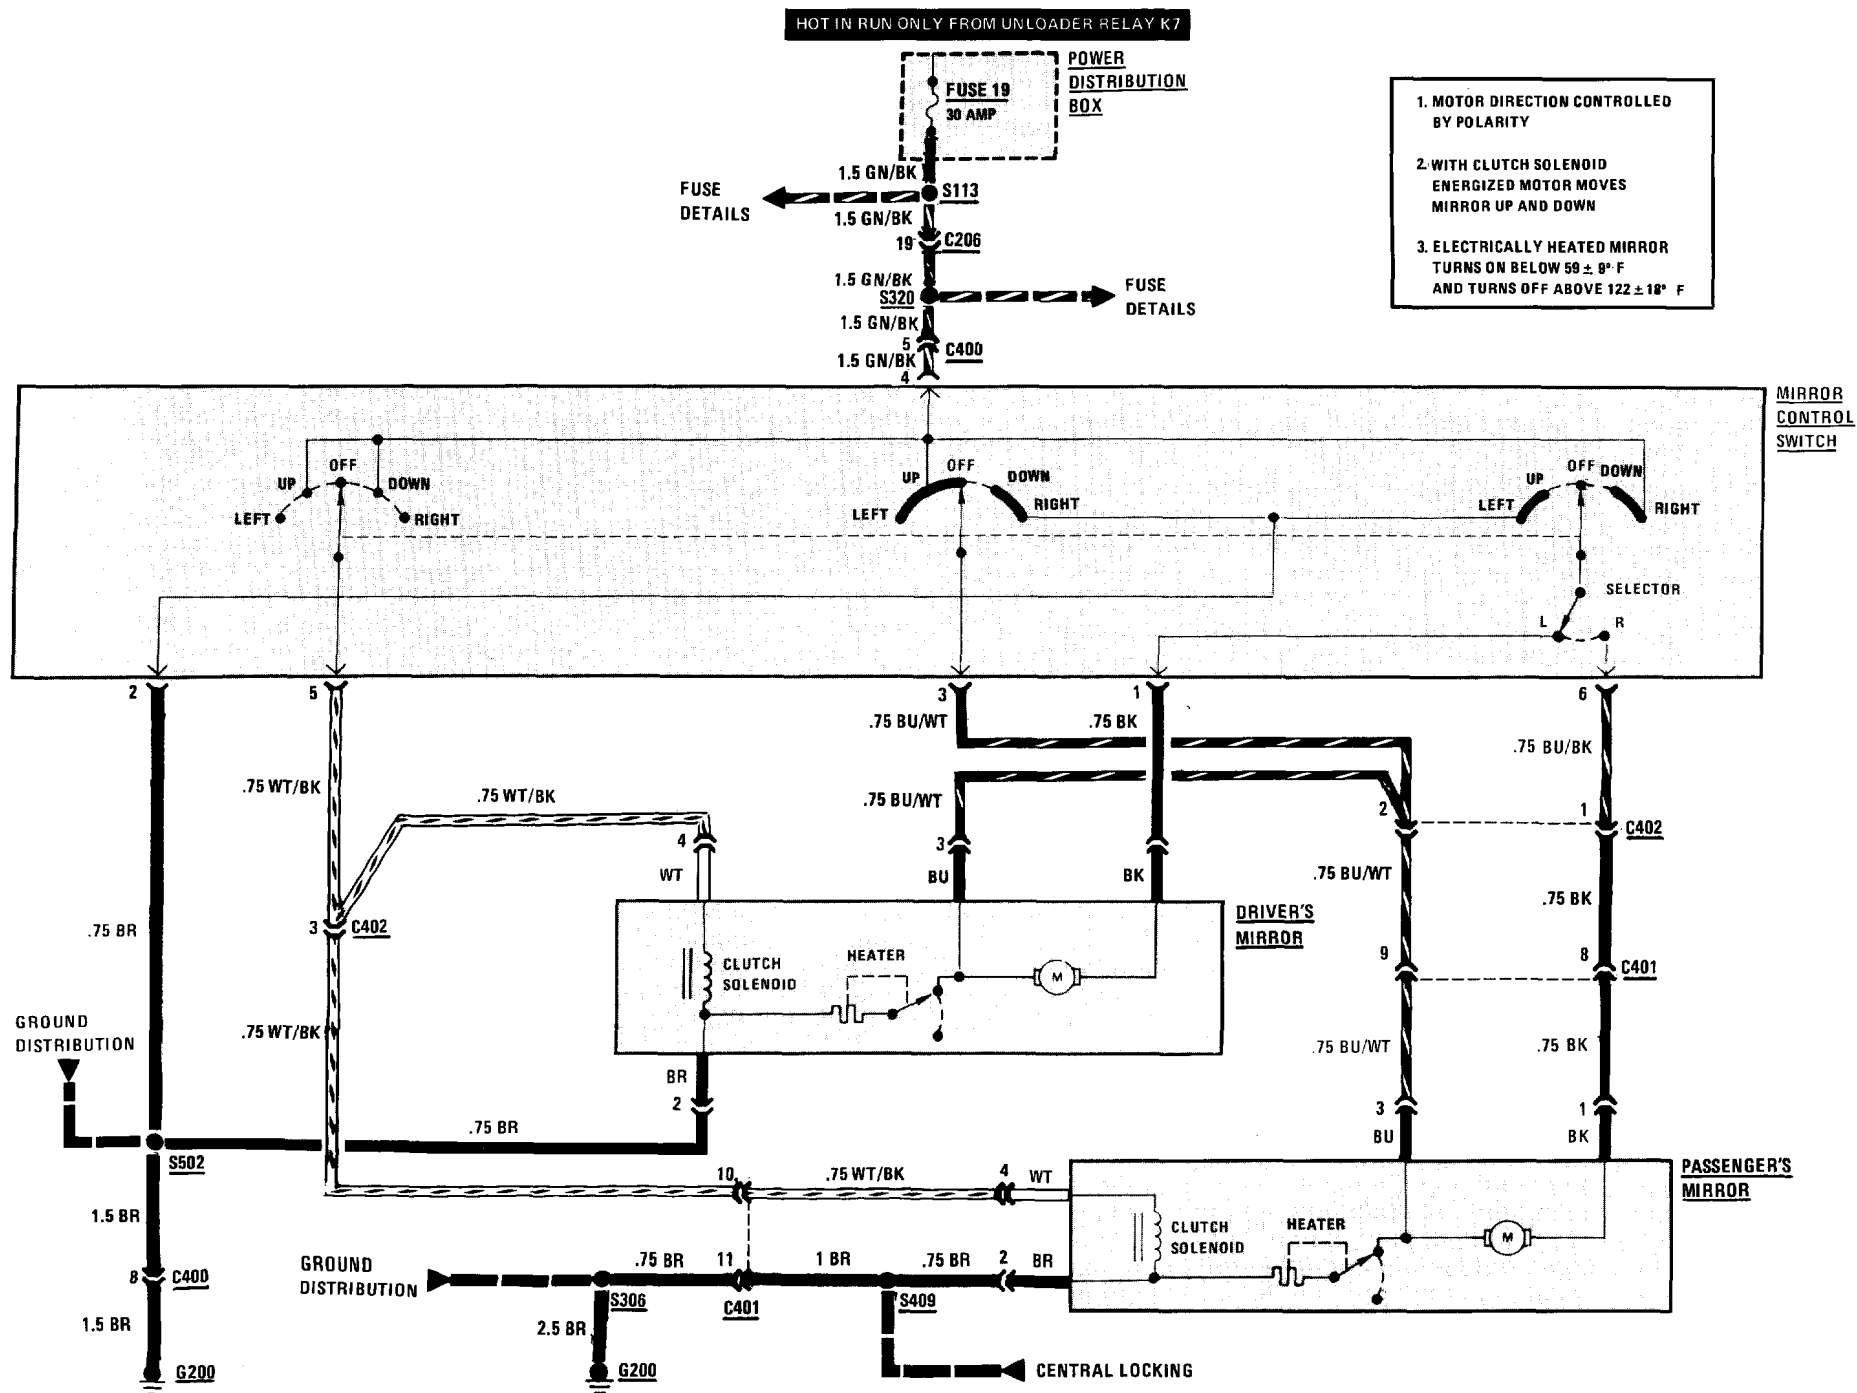 HOT IN RUN ONLY FROM UNLOADER RELAY K7
POWER
DISTRIBUTION
BOX
FUSE 19
30 AMP
1. MOTOR DIRECTION CONTROLLED
BY POLARITY
2. WITH CLUTCH SOLENOID
ENERGIZED MOTOR MOVES
MIRROR UP AND DOWN
3. ELECTRICALLY HEATED MIRROR
TURNS ON BELOW 59 ± 9° F
AND TURNS OFF ABOVE 122 ± 18° F
1.5 GN/BK
S113
FUSE
DETAILS
1.5 GN/BK
19
C206
1.5 GN/BK
S320
FUSE
DETAILS
1.5 GN/BK
5
C400
1.5 GN/BK
4
MIRROR
CONTROL
SWITCH
OFF
UP
DOWN
LEFT
RIGHT
OFF
UP
DOWN
LEFT
RIGHT
OFF
UP
DOWN
LEFT
RIGHT
SELECTOR
L
R
2
5
3
1
6
.75 BU/WT
.75 BK
.75 BU/BK
.75 WT/BK
.75 WT/BK
.75 BU/WT
2
1
C402
4
3
WT
BU
BK
.75 BU/WT
.75 BK
3
C402
.75 BR
DRIVER'S
MIRROR
CLUTCH
SOLENOID
HEATER
M
9
8
C401
GROUND
DISTRIBUTION
.75 WT/BK
.75 BU/WT
.75 BK
BR
2
.75 BR
3
1
BU
BK
S502
10
.75 WT/BK
4
WT
PASSENGER'S
MIRROR
1.5 BR
CLUTCH
SOLENOID
HEATER
M
GROUND
DISTRIBUTION
.75 BR
11
1 BR
.75 BR
2
BR
8
C400
S306
C401
S409
1.5 BR
2.5 BR
G200
G200
CENTRAL LOCKING